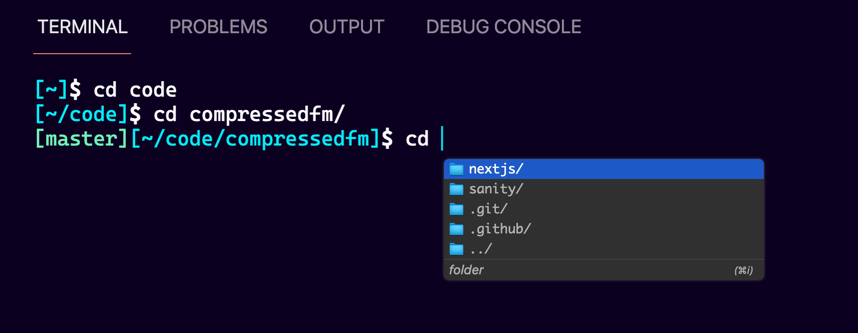 TERMINAL PROBLEMS OUTPUT DEBUG CONSOLE
[~]$ cd code
[~/code]$ cd compressedfm/
[master][~/code/compressedfm]$ cd
nextjs/
sanity/
.git/
.github/
../
folder (⌘i)